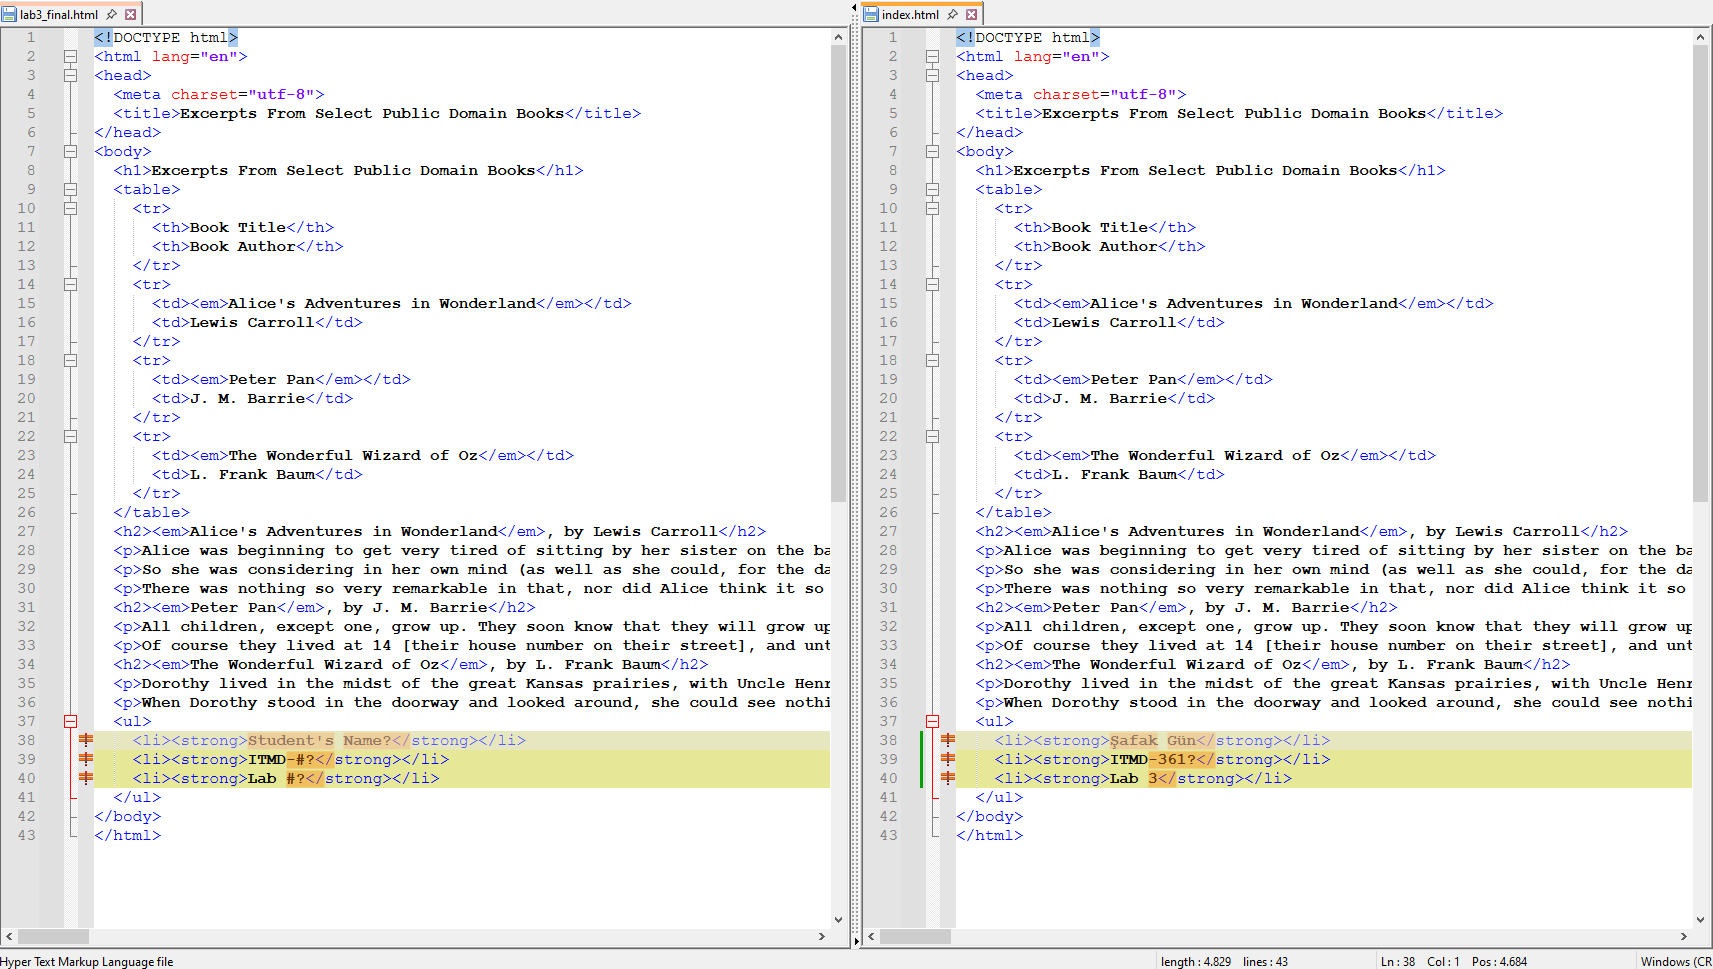 lab3_final.html
1 <!DOCTYPE html>
2 <html lang="en">
3 <head>
4 <meta charset="utf-8">
5 <title>Excerpts From Select Public Domain Books</title>
6 </head>
7 <body>
8 <h1>Excerpts From Select Public Domain Books</h1>
9 <table>
10 <tr>
11 <th>Book Title</th>
12 <th>Book Author</th>
13 </tr>
14 <tr>
15 <td><em>Alice's Adventures in Wonderland</em></td>
16 <td>Lewis Carroll</td>
17 </tr>
18 <tr>
19 <td><em>Peter Pan</em></td>
20 <td>J. M. Barrie</td>
21 </tr>
22 <tr>
23 <td><em>The Wonderful Wizard of Oz</em></td>
24 <td>L. Frank Baum</td>
25 </tr>
26 </table>
27 <h2><em>Alice's Adventures in Wonderland</em>, by Lewis Carroll</h2>
28 <p>Alice was beginning to get very tired of sitting by her sister on the ba
29 <p>So she was considering in her own mind (as well as she could, for the da
30 <p>There was nothing so very remarkable in that, nor did Alice think it so
31 <h2><em>Peter Pan</em>, by J. M. Barrie</h2>
32 <p>All children, except one, grow up. They soon know that they will grow up
33 <p>Of course they lived at 14 [their house number on their street], and unt
34 <h2><em>The Wonderful Wizard of Oz</em>, by L. Frank Baum</h2>
35 <p>Dorothy lived in the midst of the great Kansas prairies, with Uncle Henr
36 <p>When Dorothy stood in the doorway and looked around, she could see nothi
37 <ul>
38 <li><strong>Student's Name?</strong></li>
39 <li><strong>ITMD-#?</strong></li>
40 <li><strong>Lab #?</strong></li>
41 </ul>
42 </body>
43 </html>
index.html
1 <!DOCTYPE html>
2 <html lang="en">
3 <head>
4 <meta charset="utf-8">
5 <title>Excerpts From Select Public Domain Books</title>
6 </head>
7 <body>
8 <h1>Excerpts From Select Public Domain Books</h1>
9 <table>
10 <tr>
11 <th>Book Title</th>
12 <th>Book Author</th>
13 </tr>
14 <tr>
15 <td><em>Alice's Adventures in Wonderland</em></td>
16 <td>Lewis Carroll</td>
17 </tr>
18 <tr>
19 <td><em>Peter Pan</em></td>
20 <td>J. M. Barrie</td>
21 </tr>
22 <tr>
23 <td><em>The Wonderful Wizard of Oz</em></td>
24 <td>L. Frank Baum</td>
25 </tr>
26 </table>
27 <h2><em>Alice's Adventures in Wonderland</em>, by Lewis Carroll</h2>
28 <p>Alice was beginning to get very tired of sitting by her sister on the ba
29 <p>So she was considering in her own mind (as well as she could, for the da
30 <p>There was nothing so very remarkable in that, nor did Alice think it so
31 <h2><em>Peter Pan</em>, by J. M. Barrie</h2>
32 <p>All children, except one, grow up. They soon know that they will grow up
33 <p>Of course they lived at 14 [their house number on their street], and unt
34 <h2><em>The Wonderful Wizard of Oz</em>, by L. Frank Baum</h2>
35 <p>Dorothy lived in the midst of the great Kansas prairies, with Uncle Henr
36 <p>When Dorothy stood in the doorway and looked around, she could see nothi
37 <ul>
38 <li><strong>Şafak Gün</strong></li>
39 <li><strong>ITMD-361?</strong></li>
40 <li><strong>Lab 3</strong></li>
41 </ul>
42 </body>
43 </html>
Hyper Text Markup Language file length : 4.829 lines : 43 Ln : 38 Col : 1 Pos : 4.684 Windows (CR